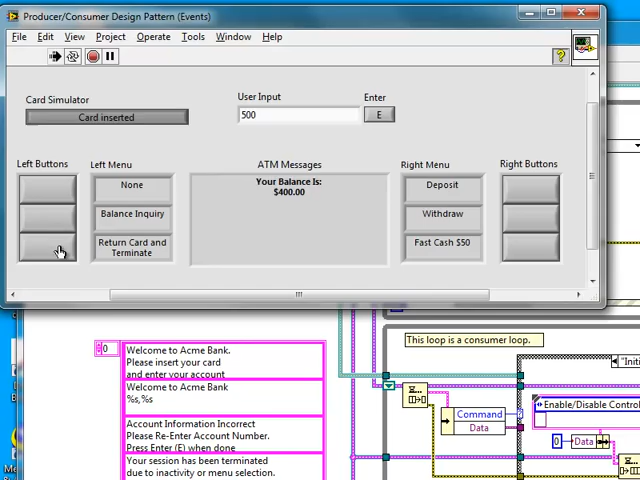 Producer/Consumer Design Pattern (Events)
File Edit View Project Operate Tools Window Help
Card Simulator
Card inserted
User Input
500
Enter
E
Left Buttons
Left Menu
None
Balance Inquiry
Return Card and
Terminate
ATM Messages
Your Balance Is:
$400.00
Right Menu
Deposit
Withdraw
Fast Cash $50
Right Buttons
0
Welcome to Acme Bank.
Please insert your card
and enter your account
Welcome to Acme Bank
%s,%s
Account Information Incorrect
Please Re-Enter Account Number.
Press Enter (E) when done
Your session has been terminated
due to inactivity or menu selection.
This loop is a consumer loop.
"Initi
Enable/Disable Control
Command
Data
0
Data